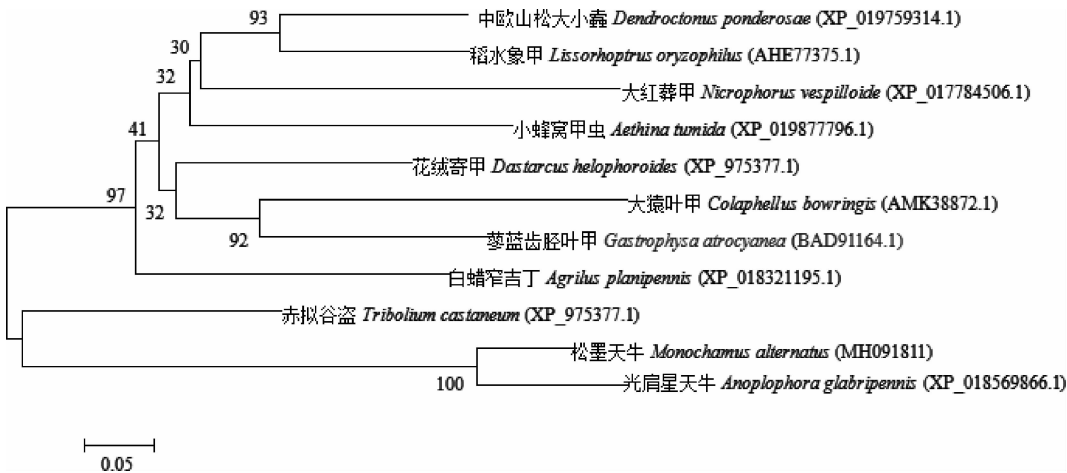 93
中欧山松大小蠹 Dendroctonus ponderosae (XP_019759314.1)
30
稻水象甲 Lissorhoptrus oryzophilus (AHE77375.1)
32
大红葬甲 Nicrophorus vespilloide (XP_017784506.1)
41
小蜂窝甲虫 Aethina tumida (XP_019877796.1)
花绒寄甲 Dastarcus helophoroides (XP_975377.1)
97
32
大猿叶甲 Colaphellus bowringis (AMK38872.1)
92
蓼蓝齿胫叶甲 Gastrophysa atrocyanea (BAD91164.1)
白蜡窄吉丁 Agrilus planipennis (XP_018321195.1)
赤拟谷盗 Tribolium castaneum (XP_975377.1)
松墨天牛 Monochamus alternatus (MH091811)
100
光肩星天牛 Anoplophora glabripennis (XP_018569866.1)
0.05